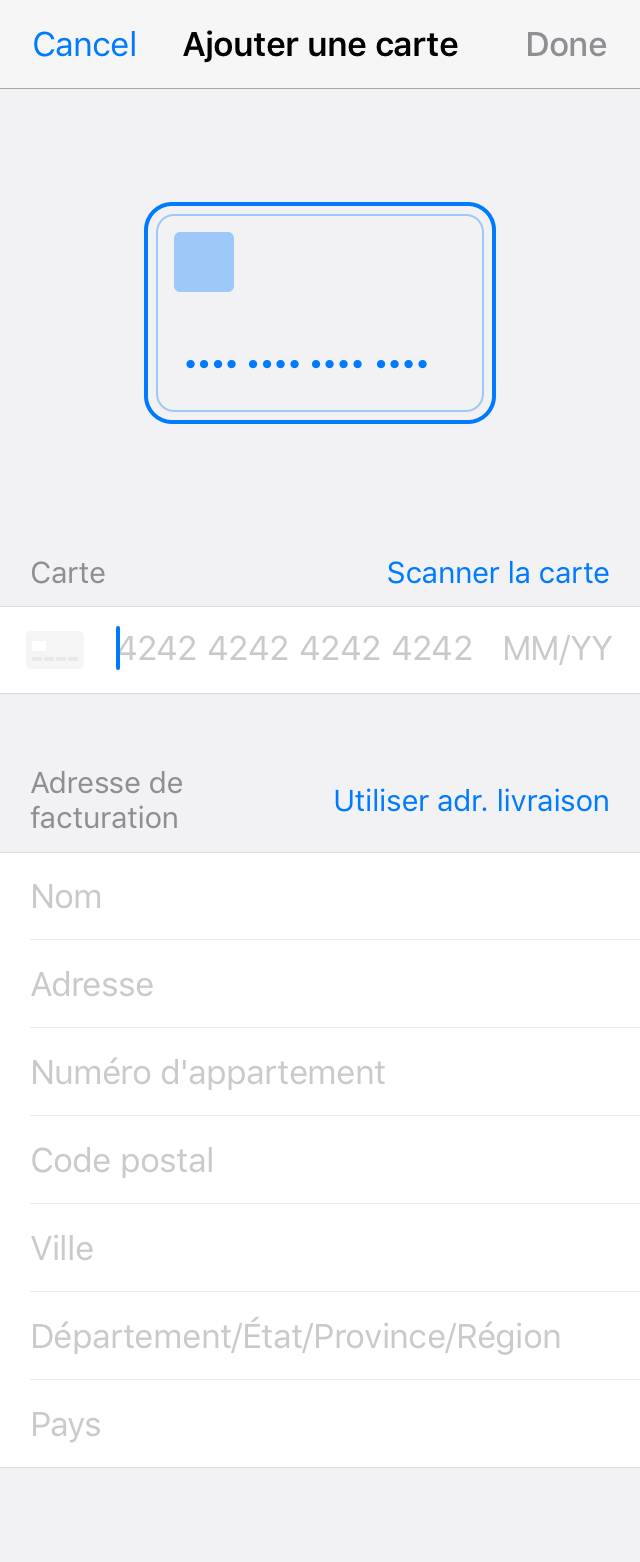 Cancel Ajouter une carte Done
Carte Scanner la carte
4242 4242 4242 4242 MM/YY
Adresse de
facturation
Utiliser adr. livraison
Nom
Adresse
Numéro d'appartement
Code postal
Ville
Département/État/Province/Région
Pays